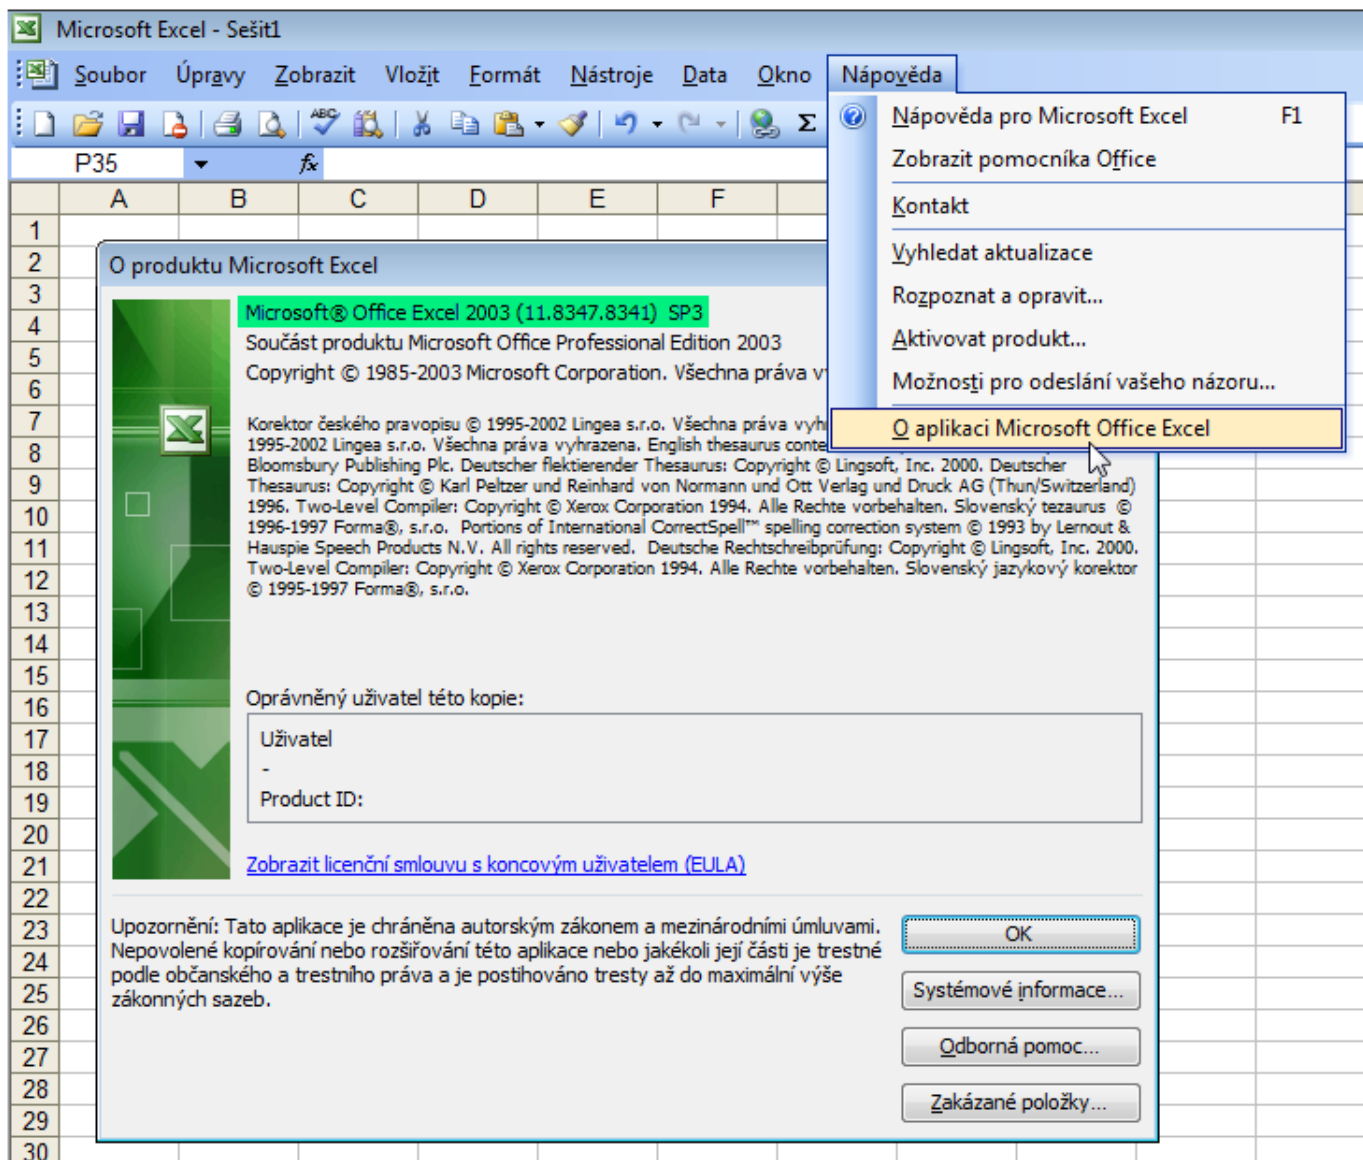 Microsoft Excel - Sešit1
Soubor Úpravy Zobrazit Vložit Formát Nástroje Data Okno Nápověda
ABC Σ
P35 fx
A B C D E F
Nápověda pro Microsoft Excel F1
Zobrazit pomocníka Office
Kontakt
Vyhledat aktualizace
Rozpoznat a opravit...
Aktivovat produkt...
Možnosti pro odeslání vašeho názoru...
O aplikaci Microsoft Office Excel
1
2
3
4
5
6
7
8
9
10
11
12
13
14
15
16
17
18
19
20
21
22
23
24
25
26
27
28
29
30
O produktu Microsoft Excel
Microsoft® Office Excel 2003 (11.8347.8341) SP3
Součást produktu Microsoft Office Professional Edition 2003
Copyright © 1985-2003 Microsoft Corporation. Všechna práva
Korektor českého pravopisu © 1995-2002 Lingea s.r.o. Všechna práva
1995-2002 Lingea s.r.o. Všechna práva vyhrazena. English thesaurus
Bloomsbury Publishing Plc. Deutscher flektierender Thesaurus: Copyright © Lingsoft, Inc. 2000. Deutscher
Thesaurus: Copyright © Karl Peltzer und Reinhard von Normann und Ott Verlag und Druck AG (Thun/Switzerland)
1996. Two-Level Compiler: Copyright © Xerox Corporation 1994. Alle Rechte vorbehalten. Slovenský tezaurus ©
1996-1997 Forma®, s.r.o. Portions of International CorrectSpell™ spelling correction system © 1993 by Lernout &
Hauspie Speech Products N.V. All rights reserved. Deutsche Rechtschreibprüfung: Copyright © Lingsoft, Inc. 2000.
Two-Level Compiler: Copyright © Xerox Corporation 1994. Alle Rechte vorbehalten. Slovenský jazykový korektor
© 1995-1997 Forma®, s.r.o.
Oprávněný uživatel této kopie:
Uživatel
-
Product ID:
Zobrazit licenční smlouvu s koncovým uživatelem (EULA)
Upozornění: Tato aplikace je chráněna autorským zákonem a mezinárodními úmluvami.
Nepovolené kopírování nebo rozšiřování této aplikace nebo jakékoli její části je trestné
podle občanského a trestního práva a je postihováno tresty až do maximální výše
zákonných sazeb.
OK
Systémové informace...
Odborná pomoc...
Zakázané položky...